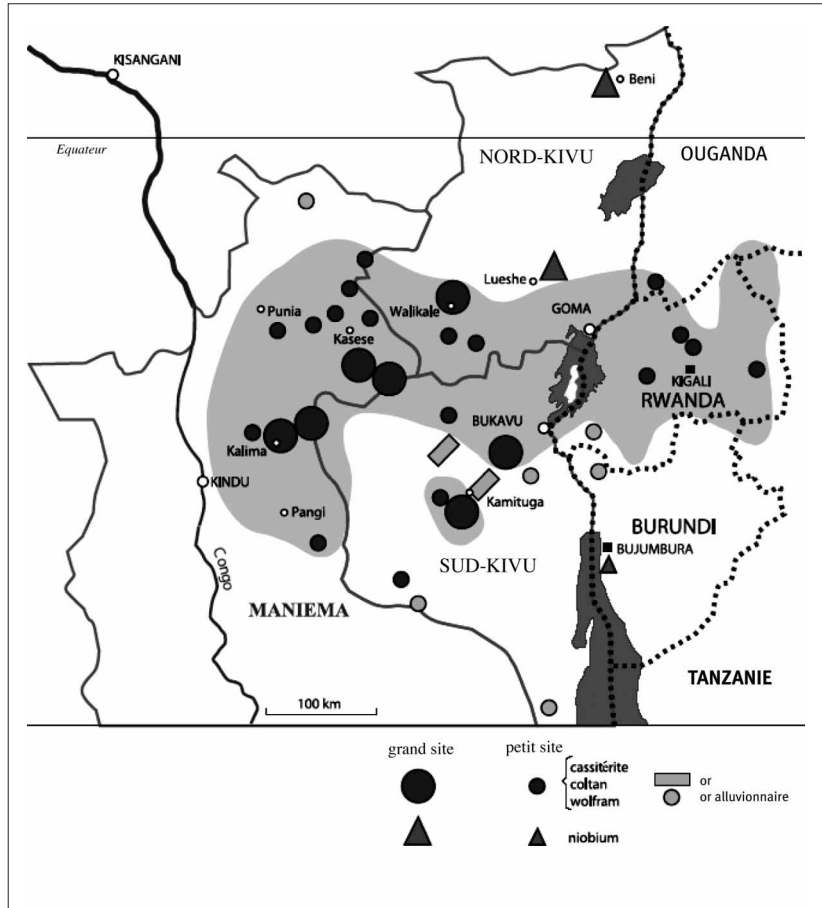 KISANGANI
Beni
Equateur
NORD-KIVU
OUGANDA
Lueshe
Punia
Walikale
GOMA
Kasese
KIGALI
RWANDA
BUKAVU
Kalima
KINDU
Kamituga
Pangi
BURUNDI
BUJUMBURA
SUD-KIVU
Congo
MANIEMA
TANZANIE
100 km
grand site
petit site
cassitérite
coltan
wolfram
or
or alluvionnaire
niobium